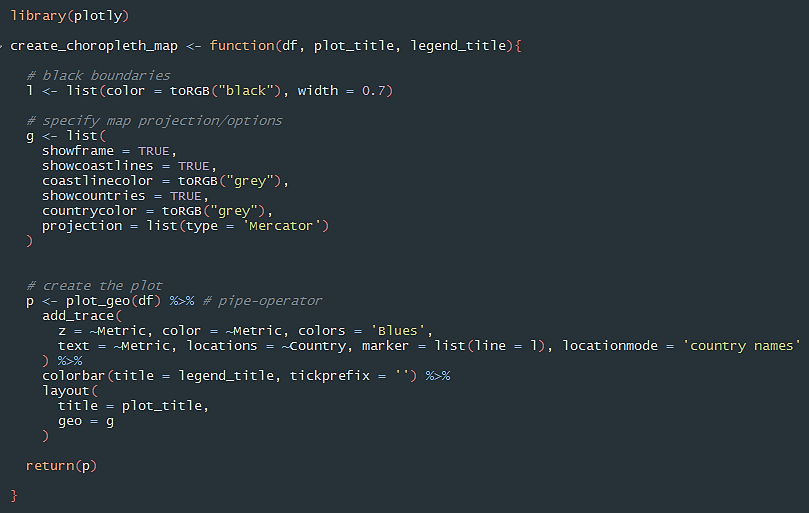 library(plotly)
create_choropleth_map <- function(df, plot_title, legend_title){
# black boundaries
l <- list(color = toRGB("black"), width = 0.7)
# specify map projection/options
g <- list(
showframe = TRUE,
showcoastlines = TRUE,
coastlinecolor = toRGB("grey"),
showcountries = TRUE,
countrycolor = toRGB("grey"),
projection = list(type = 'Mercator')
)
# create the plot
p <- plot_geo(df) %>% # pipe-operator
add_trace(
z = ~Metric, color = ~Metric, colors = 'Blues',
text = ~Metric, locations = ~Country, marker = list(line = l), locationmode = 'country names'
) %>%
colorbar(title = legend_title, tickprefix = '') %>%
layout(
title = plot_title,
geo = g
)
return(p)
}